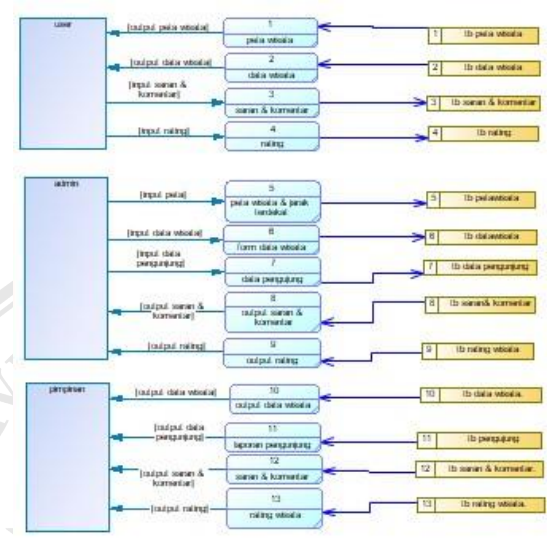 user
[output peta wisata]
1
peta wisata
1 tb peta wisata
[output data wisata]
2
data wisata
2 tb data wisata
[input saran &
komentar]
3
saran & komentar
3 tb saran & komentar
[input rating]
4
rating
4 tb rating
admin
[input peta]
5
peta wisata & jarak
terdekat
5 tb petawisata
[input data wisata]
6
form data wisata
6 tb datawisata
[input data
pengunjung]
7
data pengujung
7 tb data pengunjung
[output saran &
komentar]
8
output saran &
komentar
8 tb saran& komentar
[output rating]
9
output rating
9 tb rating wisata
pimpinan
[output data wisata]
10
output data wisata
10 tb data wisata.
[output data
pengunjung]
11
laporan pengunjung
11 tb pengujung
[output saran &
komentar]
12
saran & komentar
12 tb saran & komentar.
[output rating]
13
rating wisata
13 tb rating wisata.